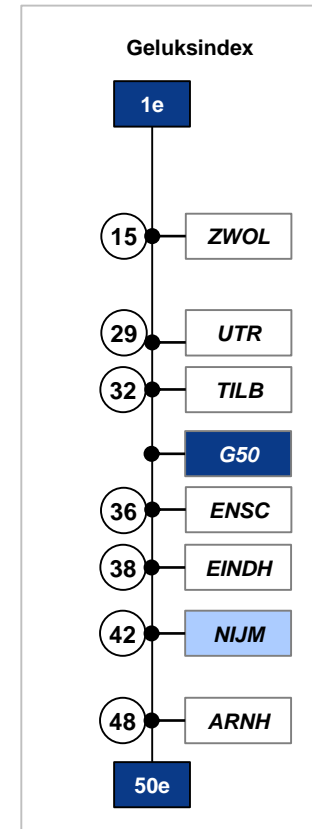 Geluksindex
1e
15 ZWOL
29 UTR
32 TILB
G50
36 ENSC
38 EINDH
42 NIJM
48 ARNH
50e